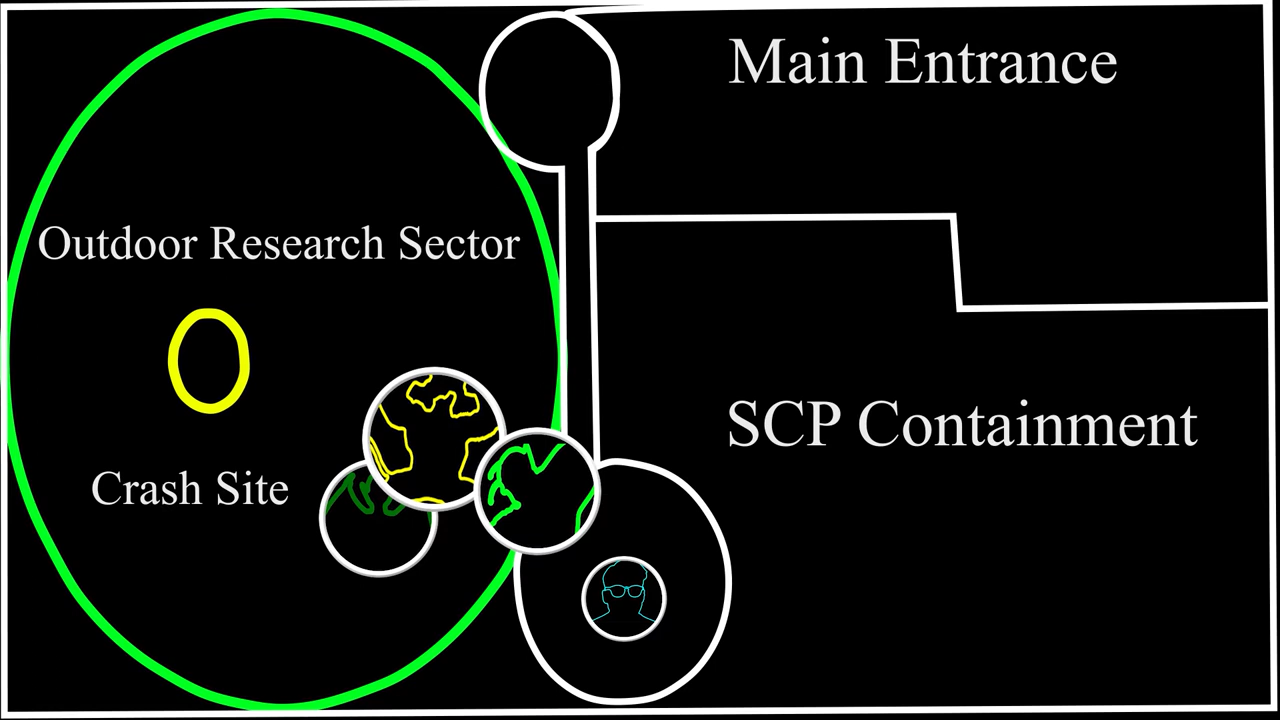 Main Entrance
Outdoor Research Sector
SCP Containment
Crash Site